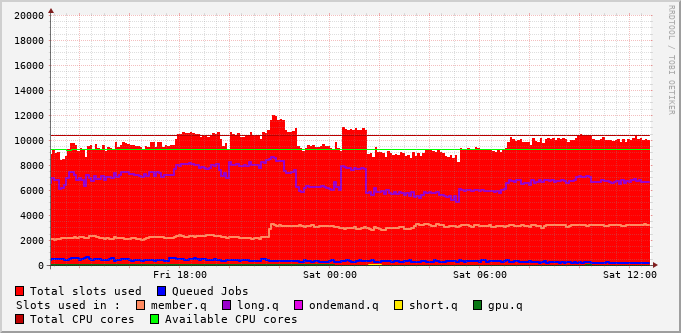 20000
18000
16000
14000
12000
10000
8000
6000
4000
2000
0
Fri 18:00 Sat 00:00 Sat 06:00 Sat 12:00
RRDTOOL / TOBI OETIKER
Total slots used Queued Jobs
Slots used in : member.q long.q ondemand.q short.q gpu.q
Total CPU cores Available CPU cores